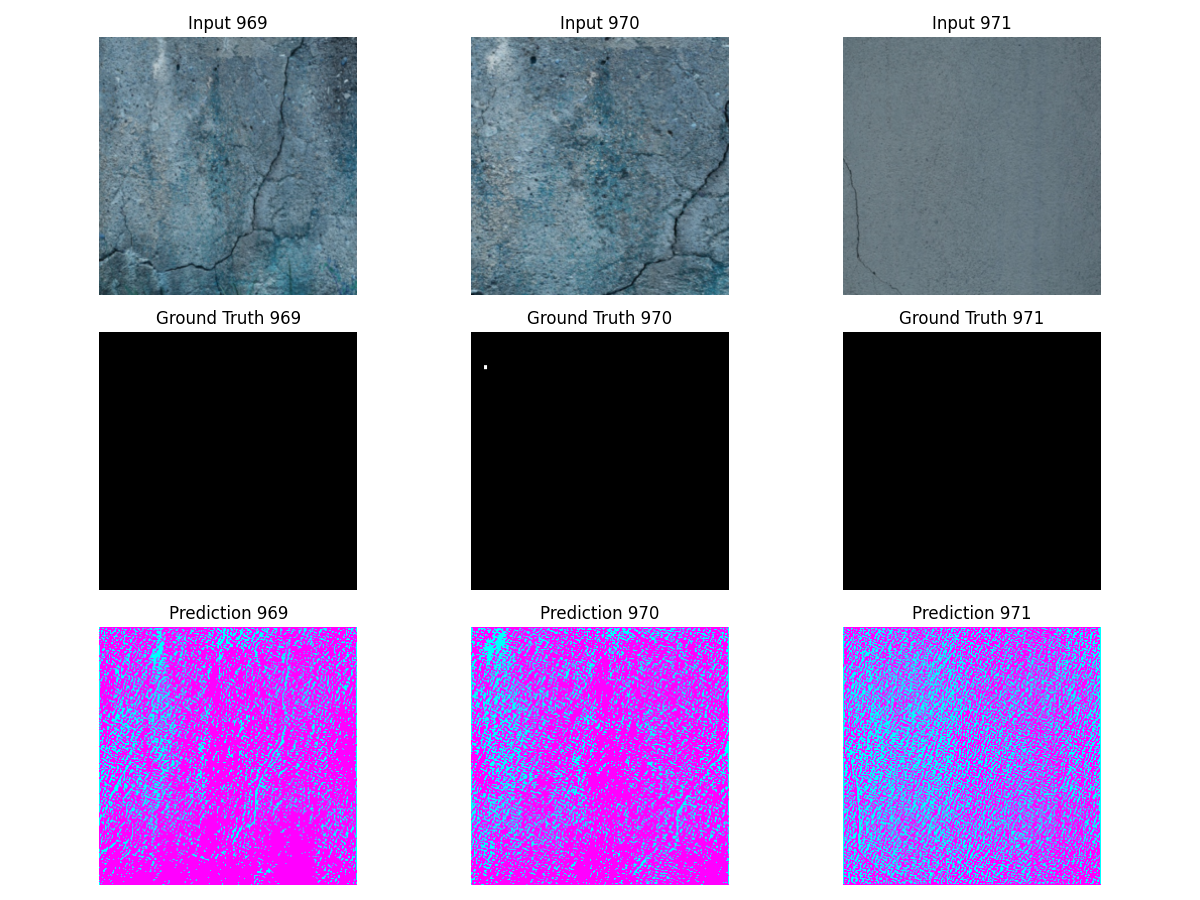 Input 969
Input 970
Input 971
Ground Truth 969
Ground Truth 970
Ground Truth 971
Prediction 969
Prediction 970
Prediction 971